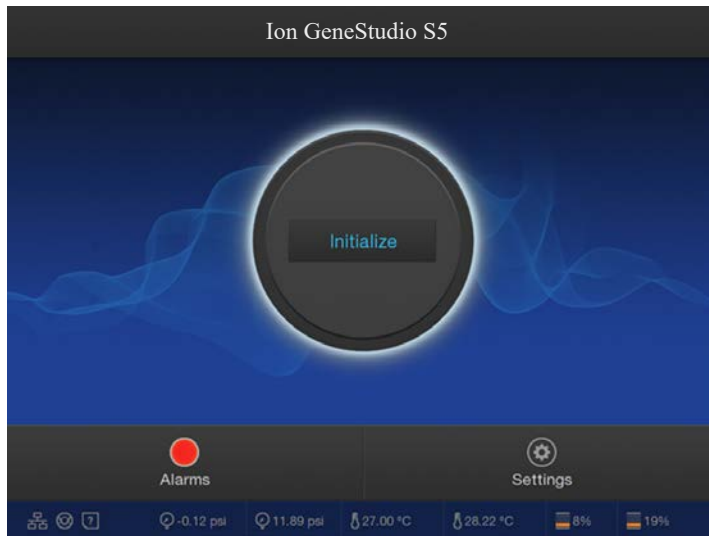 Ion GeneStudio S5
Initialize
Alarms
Settings
? -0.12 psi 11.89 psi 27.00 °C 28.22 °C 8% 19%